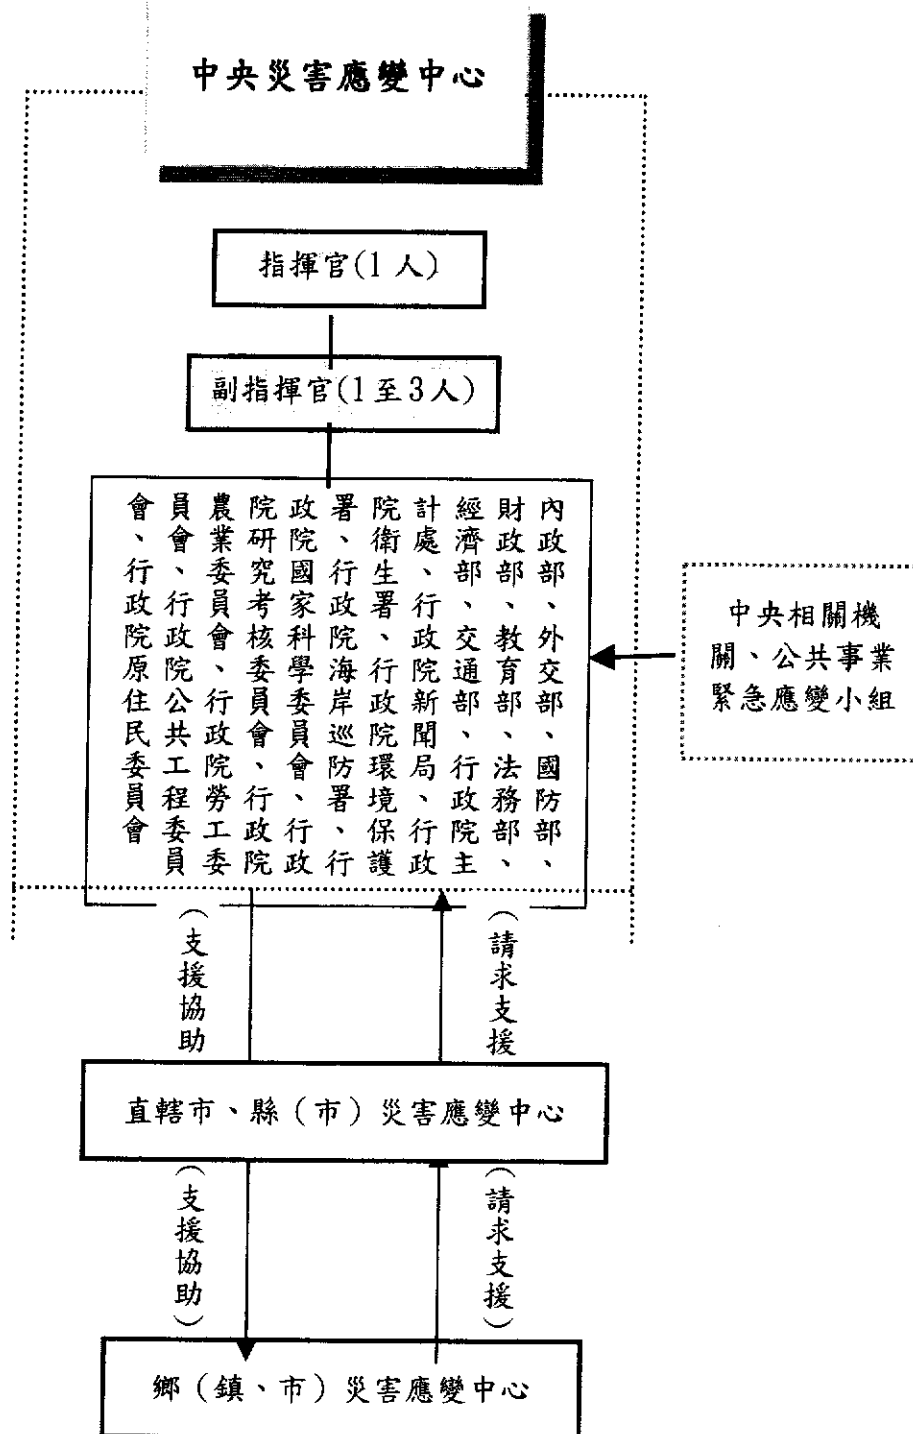 中央災害應變中心
指揮官(1人)
副指揮官(1至3人)
內政部、外交部、國防部、
財政部、教育部、法務部、
經濟部、交通部、行政院主
計處、行政院新聞局、行政
院衛生署、行政院環境保護
署、行政院海岸巡防署、行
政院國家科學委員會、行政
院研究考核委員會、行政院
農業委員會、行政院勞工委
員會、行政院公共工程委員
會、行政院原住民委員會
中央相關機
關、公共事業
緊急應變小組
(支援協助
(請求支援
直轄市、縣(市)災害應變中心
(支援協助)
(請求支援)
鄉(鎮、市)災害應變中心